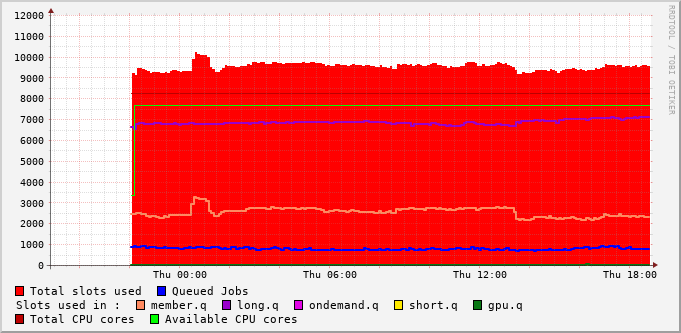 12000
11000
10000
9000
8000
7000
6000
5000
4000
3000
2000
1000
0
Thu 00:00 Thu 06:00 Thu 12:00 Thu 18:00
Total slots used Queued Jobs
Slots used in : member.q long.q ondemand.q short.q gpu.q
Total CPU cores Available CPU cores
RRDTOOL / TOBI OETIKER